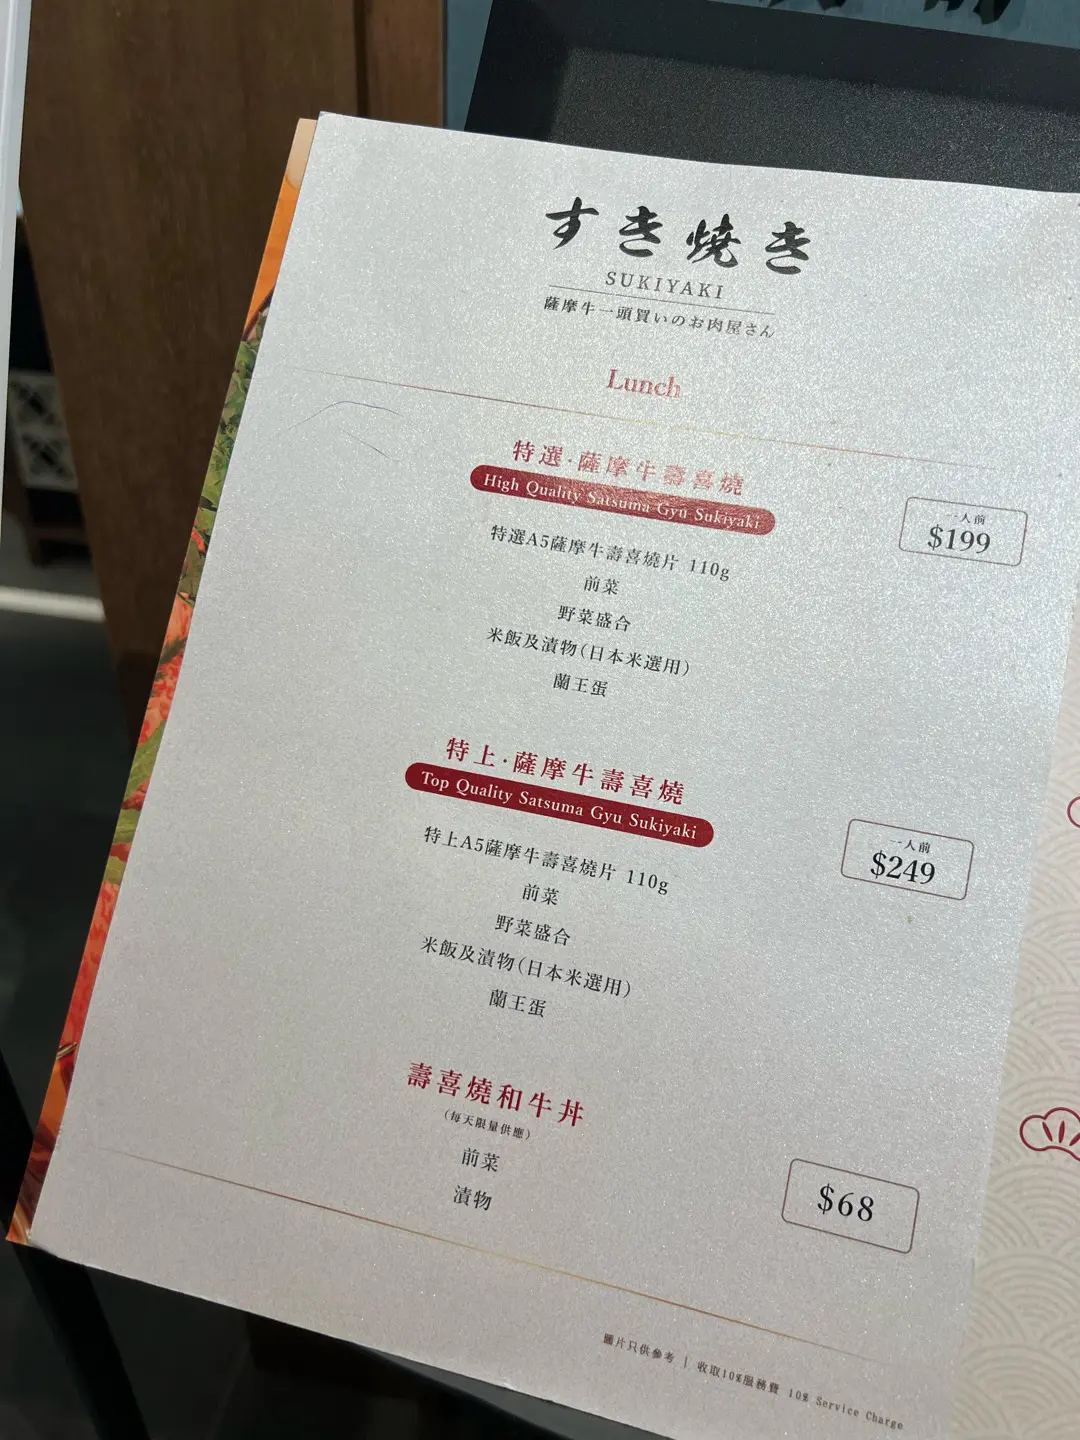 すき焼き
SUKIYAKI
薩摩牛一頭買いのお肉屋さん
Lunch
特選·薩摩牛壽喜燒
High Quality Satsuma Gyu Sukiyaki
一人前
$199
特選A5薩摩牛壽喜燒片 110g
前菜
野菜盛合
米飯及漬物(日本米選用)
蘭王蛋
特上·薩摩牛壽喜燒
Top Quality Satsuma Gyu Sukiyaki
一人前
$249
特上A5薩摩牛壽喜燒片 110g
前菜
野菜盛合
米飯及漬物(日本米選用)
蘭王蛋
壽喜燒和牛丼
(每天限量供應)
前菜
漬物
$68
圖片只供參考 | 收取10%服務費 10% Service Charge